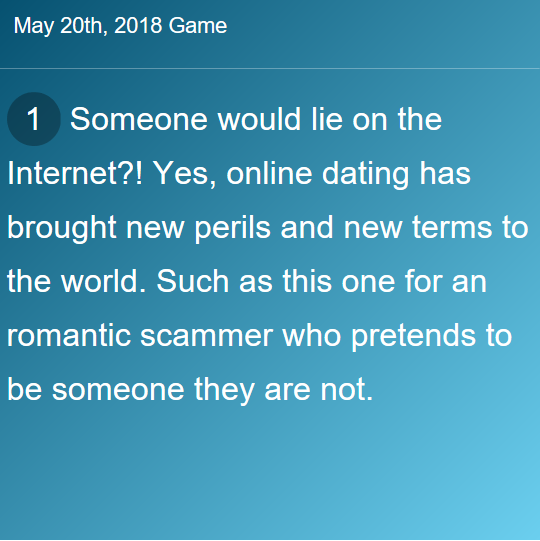 May 20th, 2018 Game
1 Someone would lie on the
Internet?! Yes, online dating has
brought new perils and new terms to
the world. Such as this one for an
romantic scammer who pretends to
be someone they are not.